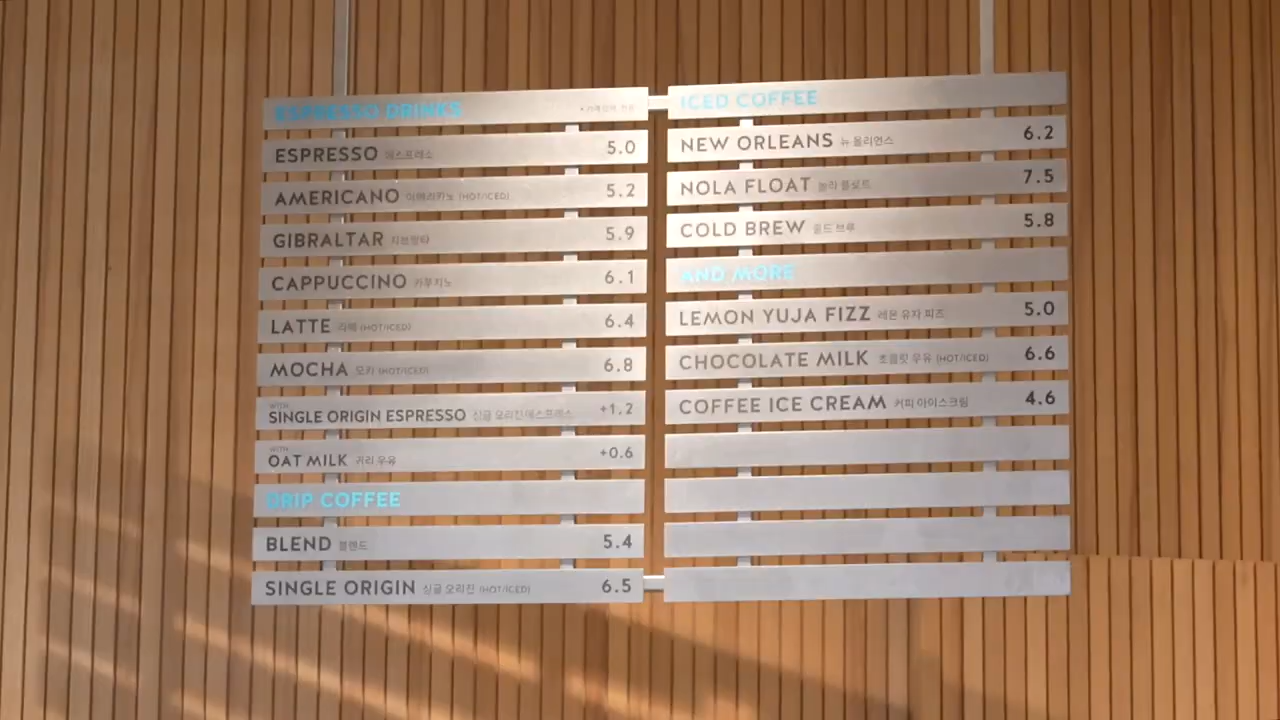 ESPRESSO DRINKS
ESPRESSO 에스프레소 5.0
AMERICANO 아메리카노 (HOT/ICED) 5.2
GIBRALTAR 지브랄타 5.9
CAPPUCCINO 카푸치노 6.1
LATTE 라떼 (HOT/ICED) 6.4
MOCHA 모카 (HOT/ICED) 6.8
WITH
SINGLE ORIGIN ESPRESSO 싱글 오리진 에스프레소 +1.2
WITH
OAT MILK 귀리 우유 +0.6
DRIP COFFEE
BLEND 블렌드 5.4
SINGLE ORIGIN 싱글 오리진 (HOT/ICED) 6.5
ICED COFFEE
NEW ORLEANS 뉴 올리언스 6.2
NOLA FLOAT 놀라 플로트 7.5
COLD BREW 콜드 브루 5.8
AND MORE
LEMON YUJA FIZZ 레몬 유자 피즈 5.0
CHOCOLATE MILK 초콜릿 우유 (HOT/ICED) 6.6
COFFEE ICE CREAM 커피 아이스크림 4.6